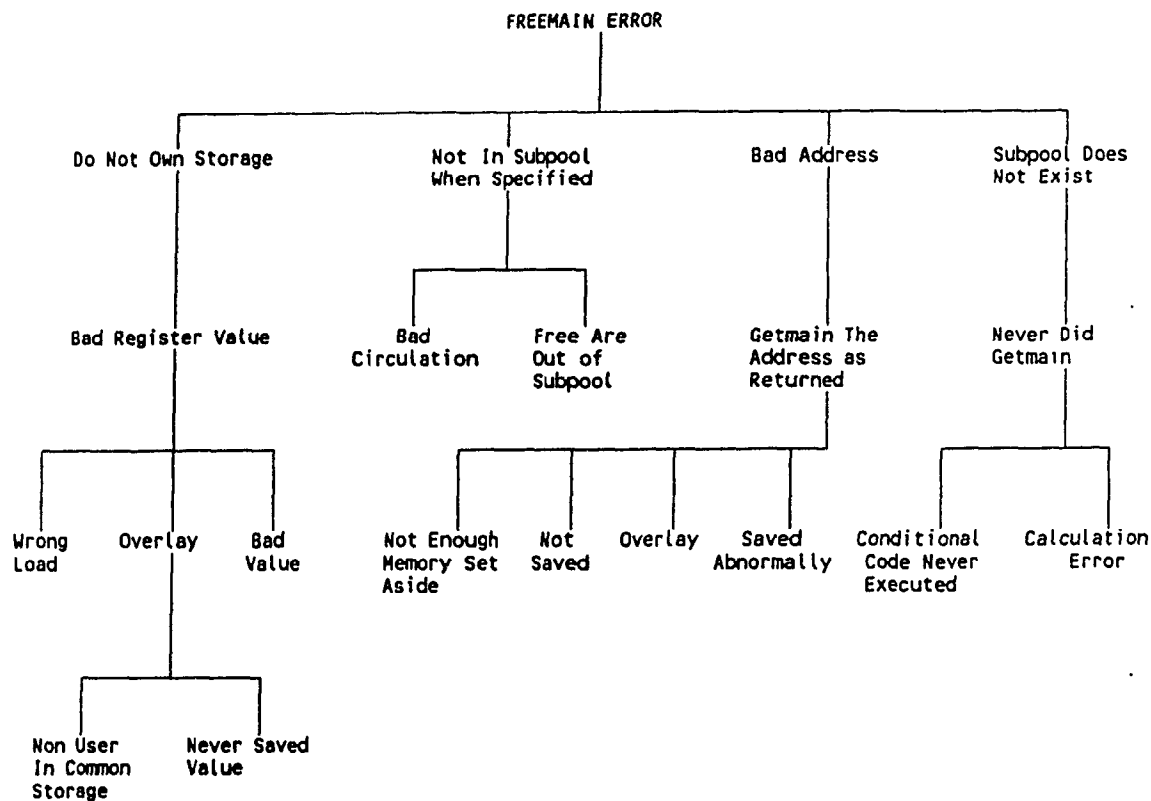 FREEMAIN ERROR
Do Not Own Storage
Not In Subpool
When Specified
Bad Address
Subpool Does
Not Exist
Bad Register Value
Bad
Circulation
Free Are
Out of
Subpool
Getmain The
Address as
Returned
Never Did
Getmain
Wrong
Load
Overlay
Bad
Value
Not Enough
Memory Set
Aside
Not
Saved
Overlay
Saved
Abnormally
Conditional
Code Never
Executed
Calculation
Error
Non User
In Common
Storage
Never Saved
Value